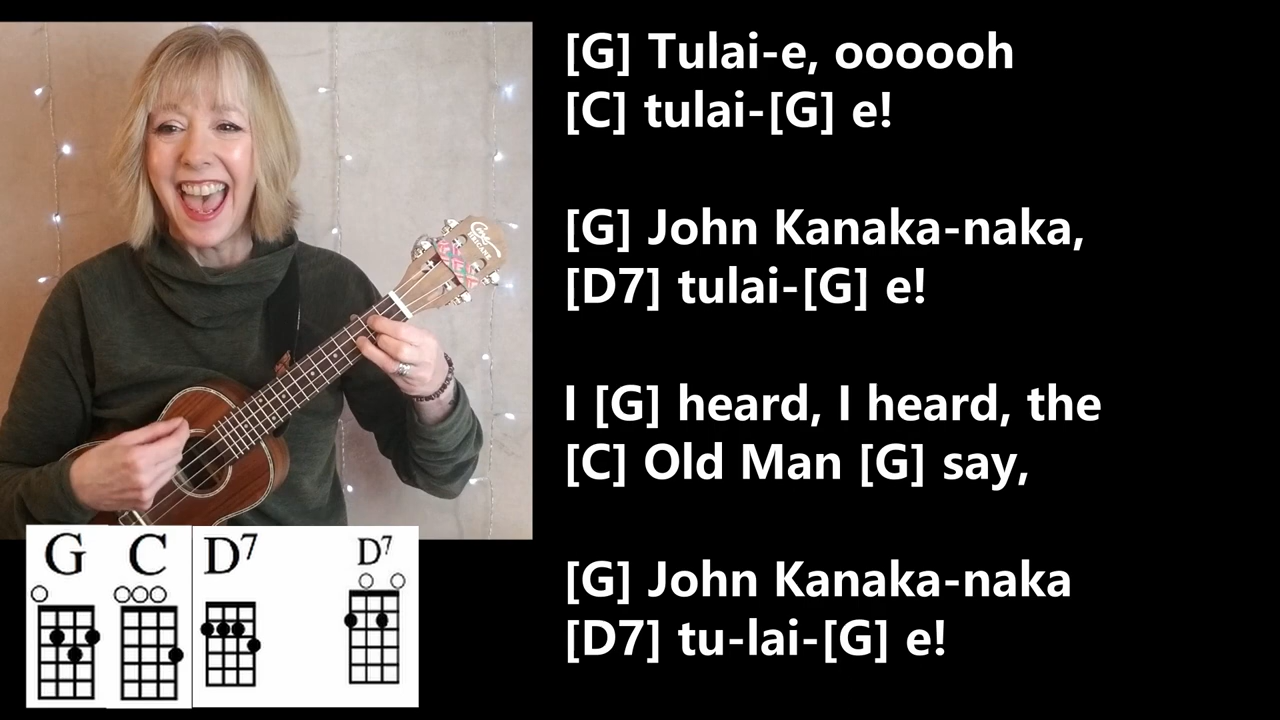 [G] Tulai-e, oooooh
[C] tulai-[G] e!
[G] John Kanaka-naka,
[D7] tulai-[G] e!
I [G] heard, I heard, the
[C] Old Man [G] say,
[G] John Kanaka-naka
[D7] tu-lai-[G] e!
G C D7 D7